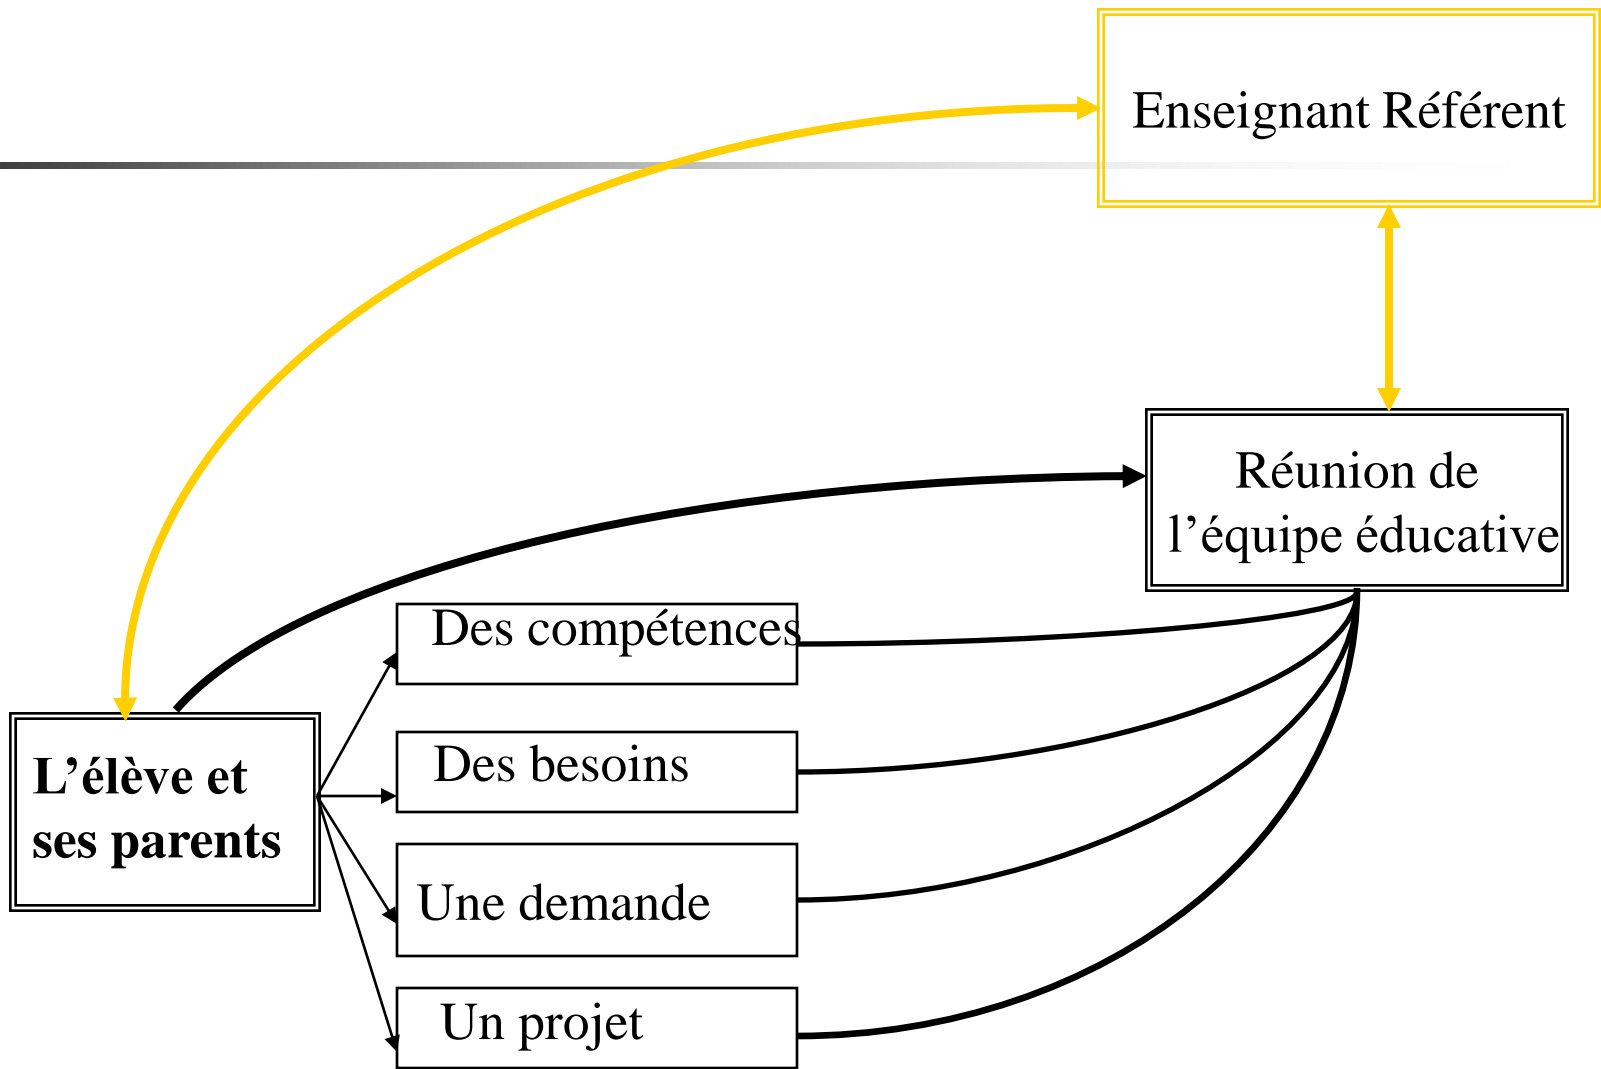 Enseignant Référent
Réunion de
l’équipe éducative
Des compétences
Des besoins
L’élève et
ses parents
Une demande
Un projet